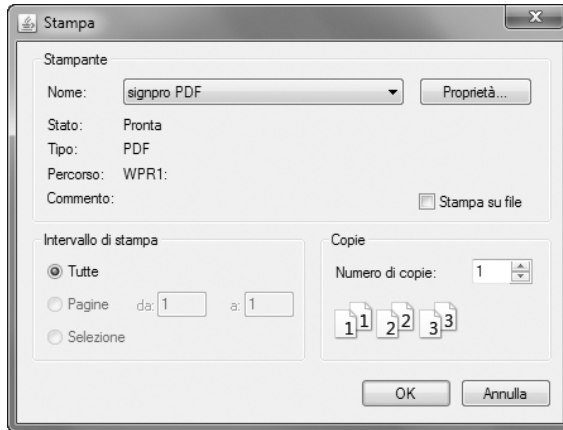 Stampa
Stampante
Nome: signpro PDF Proprietà...
Stato: Pronta
Tipo: PDF
Percorso: WPR1:
Commento: Stampa su file
Intervallo di stampa
Tutte
Pagine da: 1 a: 1
Selezione
Copie
Numero di copie: 1
1 1 2 2 3 3
OK Annulla